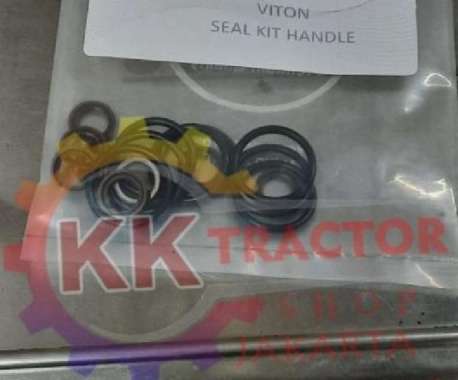 VITON
SEAL KIT HANDLE
KK TRACTOR
SHOP
JAKARTA